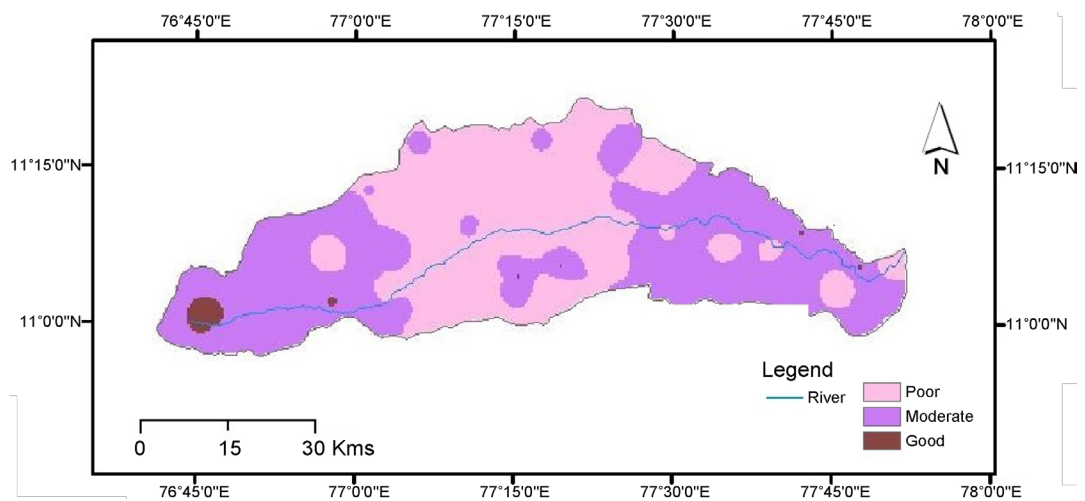 76°45'0"E 77°0'0"E 77°15'0"E 77°30'0"E 77°45'0"E 78°0'0"E
11°15'0"N 11°15'0"N
N
11°0'0"N 11°0'0"N
Legend
River
Poor
Moderate
Good
0 15 30 Kms
76°45'0"E 77°0'0"E 77°15'0"E 77°30'0"E 77°45'0"E 78°0'0"E